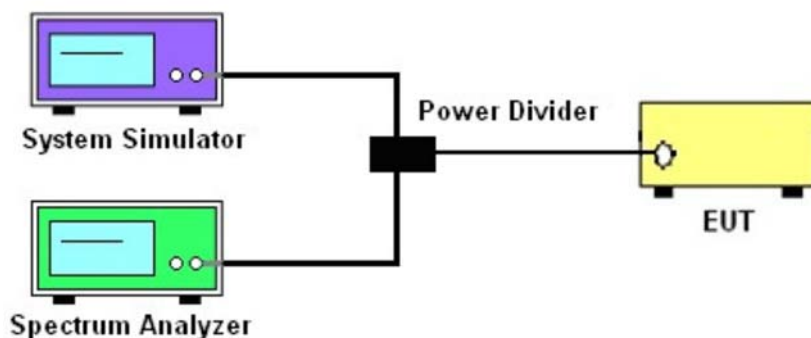 System Simulator
Power Divider
EUT
Spectrum Analyzer